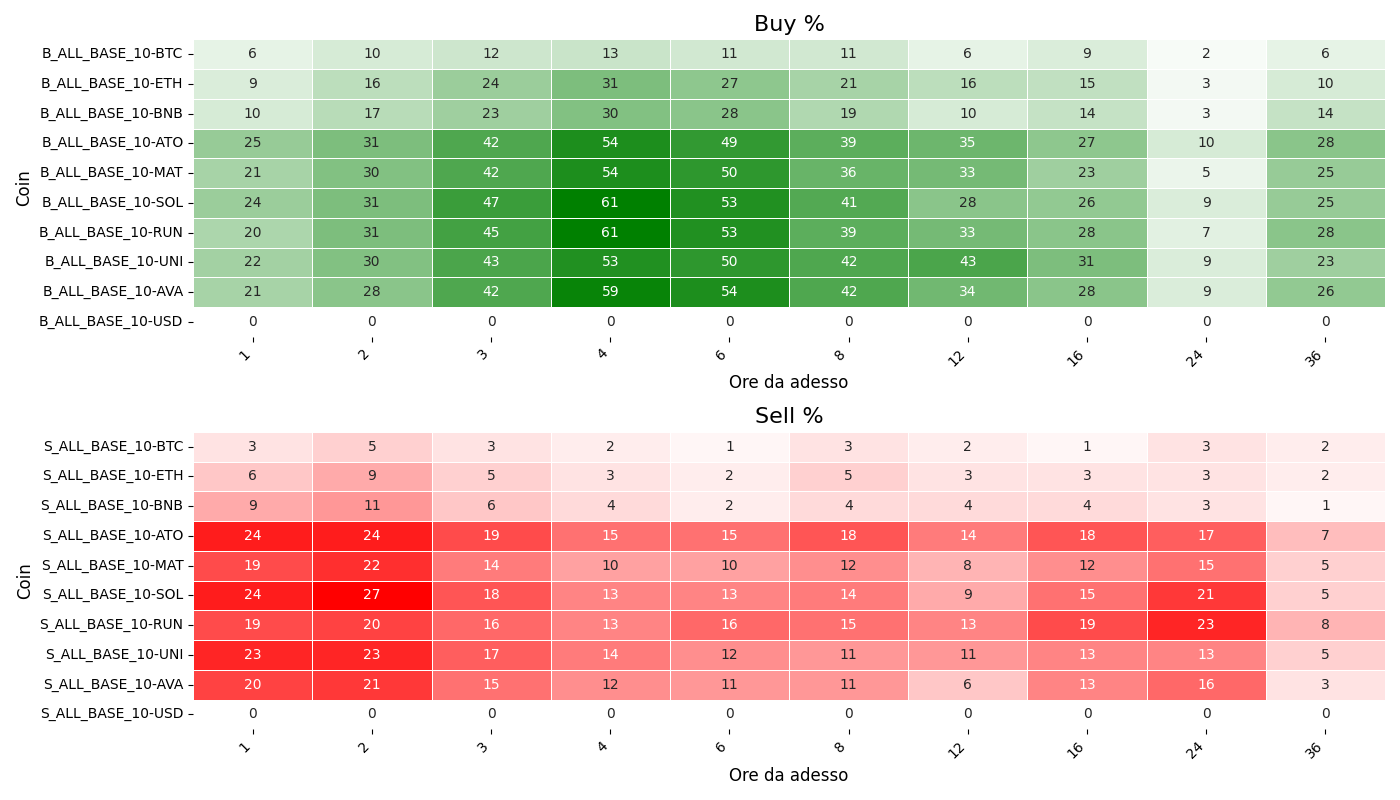 Buy %
Coin
B_ALL_BASE_10-BTC 6 10 12 13 11 11 6 9 2 6
B_ALL_BASE_10-ETH 9 16 24 31 27 21 16 15 3 10
B_ALL_BASE_10-BNB 10 17 23 30 28 19 10 14 3 14
B_ALL_BASE_10-ATO 25 31 42 54 49 39 35 27 10 28
B_ALL_BASE_10-MAT 21 30 42 54 50 36 33 23 5 25
B_ALL_BASE_10-SOL 24 31 47 61 53 41 28 26 9 25
B_ALL_BASE_10-RUN 20 31 45 61 53 39 33 28 7 28
B_ALL_BASE_10-UNI 22 30 43 53 50 42 43 31 9 23
B_ALL_BASE_10-AVA 21 28 42 59 54 42 34 28 9 26
B_ALL_BASE_10-USD 0 0 0 0 0 0 0 0 0 0
1 2 3 4 6 8 12 16 24 36
Ore da adesso
Sell %
Coin
S_ALL_BASE_10-BTC 3 5 3 2 1 3 2 1 3 2
S_ALL_BASE_10-ETH 6 9 5 3 2 5 3 3 3 2
S_ALL_BASE_10-BNB 9 11 6 4 2 4 4 4 3 1
S_ALL_BASE_10-ATO 24 24 19 15 15 18 14 18 17 7
S_ALL_BASE_10-MAT 19 22 14 10 10 12 8 12 15 5
S_ALL_BASE_10-SOL 24 27 18 13 13 14 9 15 21 5
S_ALL_BASE_10-RUN 19 20 16 13 16 15 13 19 23 8
S_ALL_BASE_10-UNI 23 23 17 14 12 11 11 13 13 5
S_ALL_BASE_10-AVA 20 21 15 12 11 11 6 13 16 3
S_ALL_BASE_10-USD 0 0 0 0 0 0 0 0 0 0
1 2 3 4 6 8 12 16 24 36
Ore da adesso